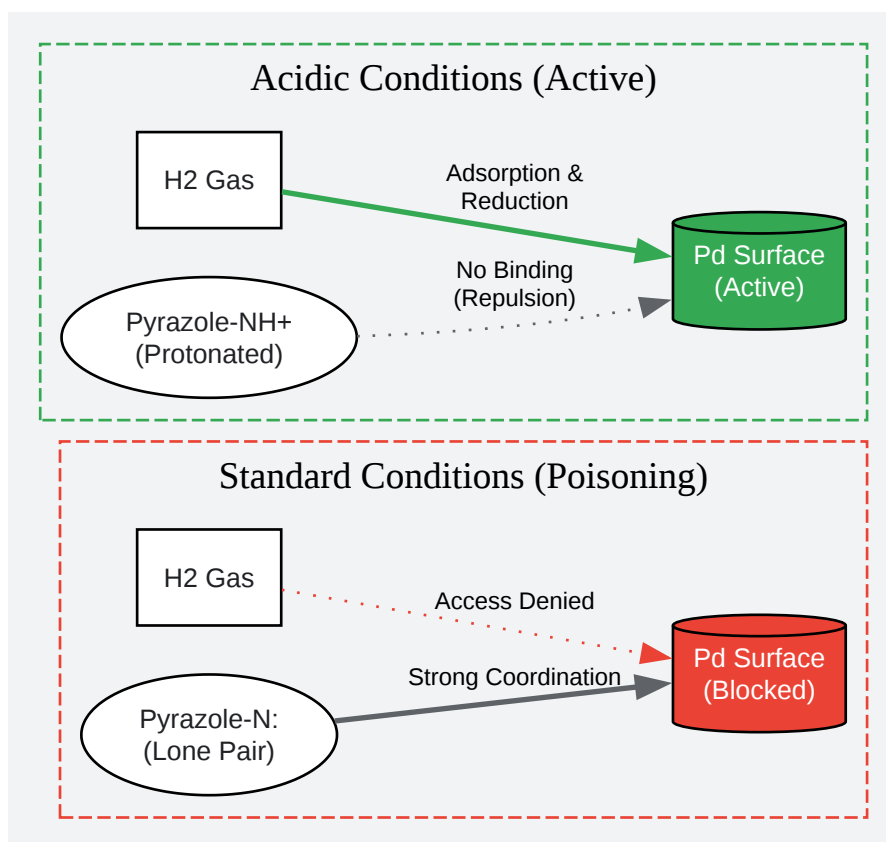 Acidic Conditions (Active)
H2 Gas
Adsorption &
Reduction
Pd Surface
(Active)
No Binding
(Repulsion)
Pyrazole-NH+
(Protonated)
Standard Conditions (Poisoning)
H2 Gas
Access Denied
Pd Surface
(Blocked)
Strong Coordination
Pyrazole-N:
(Lone Pair)